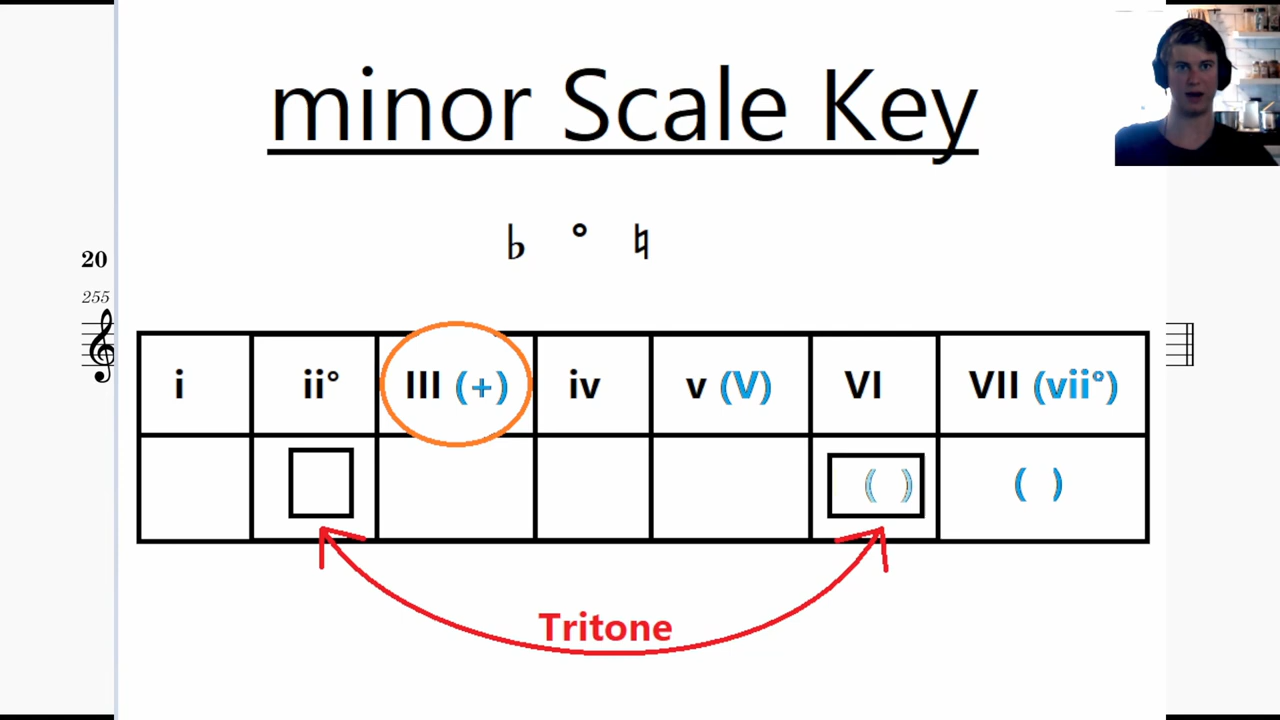 minor Scale Key
♭ ° ♮
20
255
i ii° III (+) iv v (V) VI VII (vii°)
( ) ( )
Tritone